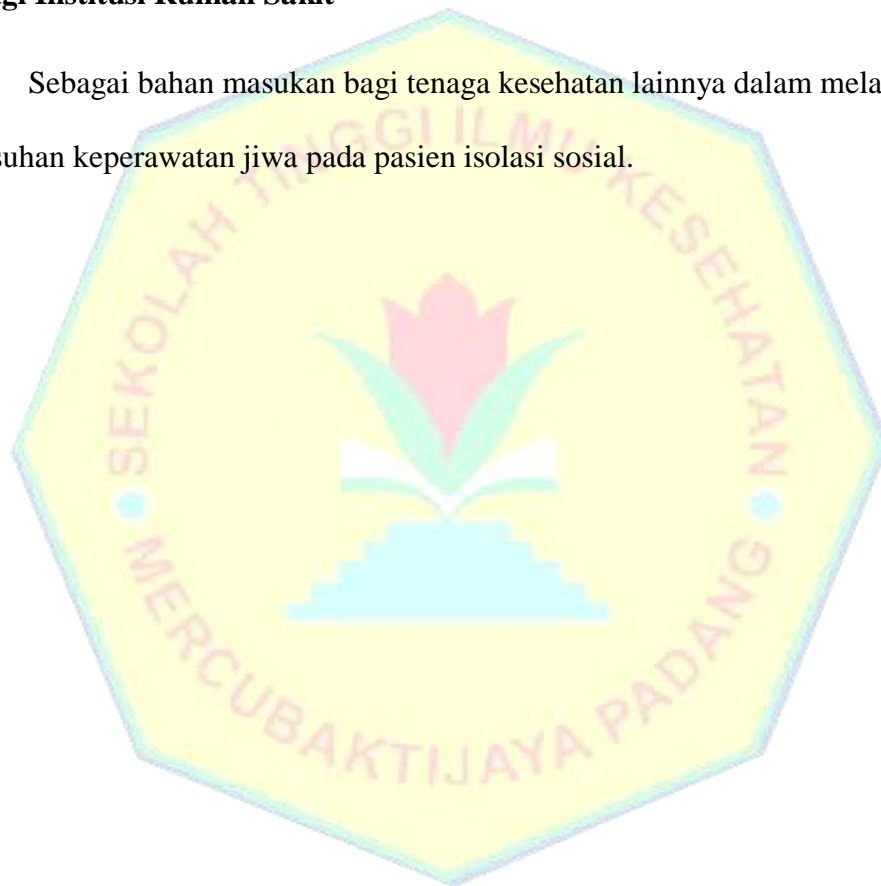 gi Institusi Rumah Sakit
Sebagai bahan masukan bagi tenaga kesehatan lainnya dalam mela
suhan keperawatan jiwa pada pasien isolasi sosial.
SEKOLAH TINGGI ILMU KESEHATAN
MERCUBAKTIJAYA PADANG